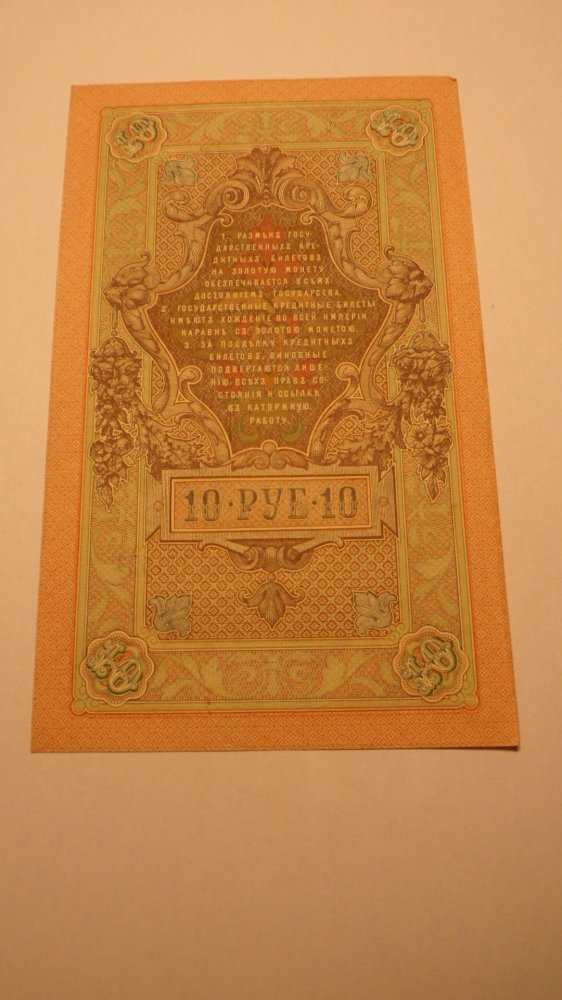 1. РАЗМѢНЪ ГОСУ-
ДАРСТВЕННЫХЪ КРЕ-
ДИТНЫХЪ БИЛЕТОВЪ
НА ЗОЛОТУЮ МОНЕТУ
ОБЕЗПЕЧИВАЕТСЯ ВСѢМЪ
ДОСТОЯНІЕМЪ ГОСУДАРСТВА.
2. ГОСУДАРСТВЕННЫЕ КРЕДИТНЫЕ БИЛЕТЫ
ИМѢЮТЪ ХОЖДЕНІЕ ВО ВСЕЙ ИМПЕРІИ
НАРАВНѢ СЪ ЗОЛОТОЮ МОНЕТОЮ.
3. ЗА ПОДДѢЛКУ КРЕДИТНЫХЪ
БИЛЕТОВЪ, ВИНОВНЫЕ
ПОДВЕРГАЮТСЯ ЛИШЕ-
НІЮ ВСѢХЪ ПРАВЪ СО-
СТОЯНІЯ И ССЫЛКѢ
ВЪ КАТОРЖНУЮ
РАБОТУ.
10·РУБ·10